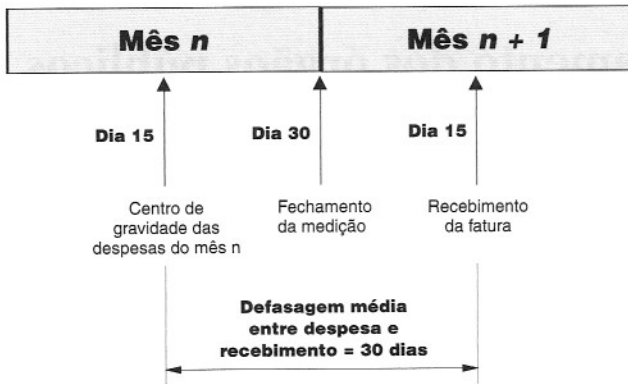 Mês n
Mês n + 1
Dia 15
Dia 30
Dia 15
Centro de
gravidade das
despesas do mês n
Fechamento
da medição
Recebimento
da fatura
Defasagem média
entre despesa e
recebimento = 30 dias